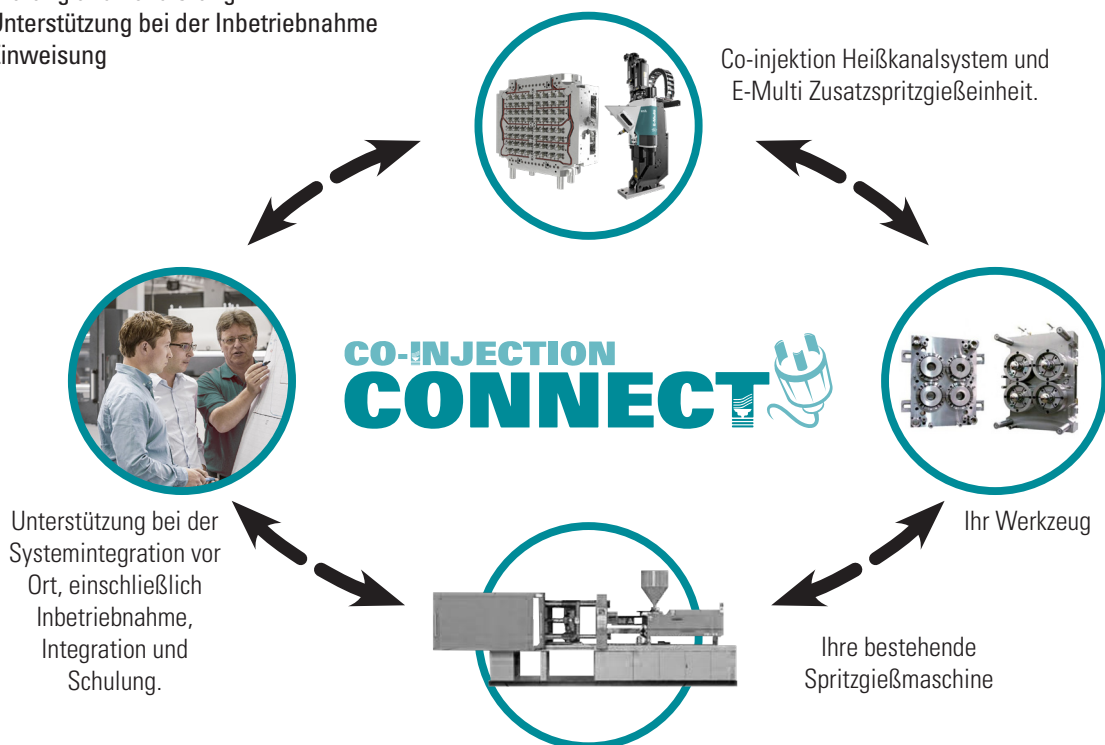 Unterstützung bei der Inbetriebnahme
Einweisung
Co-injektion Heißkanalsystem und
E-Multi Zusatzspritzgießeinheit.
CO-INJECTION
CONNECT
Unterstützung bei der
Systemintegration vor
Ort, einschließlich
Inbetriebnahme,
Integration und
Schulung.
Ihr Werkzeug
Ihre bestehende
Spritzgießmaschine